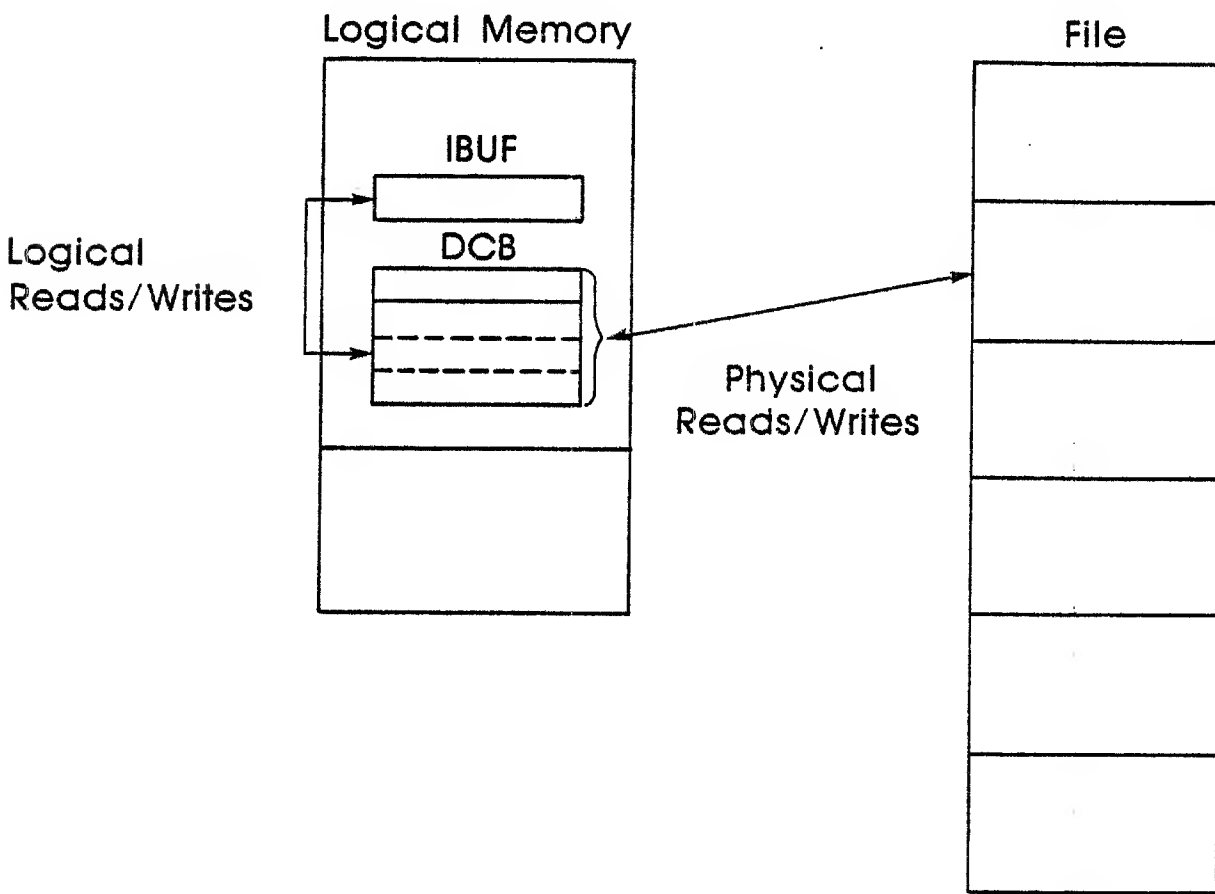 Logical Memory
File
IBUF
DCB
Logical
Reads/Writes
Physical
Reads/Writes